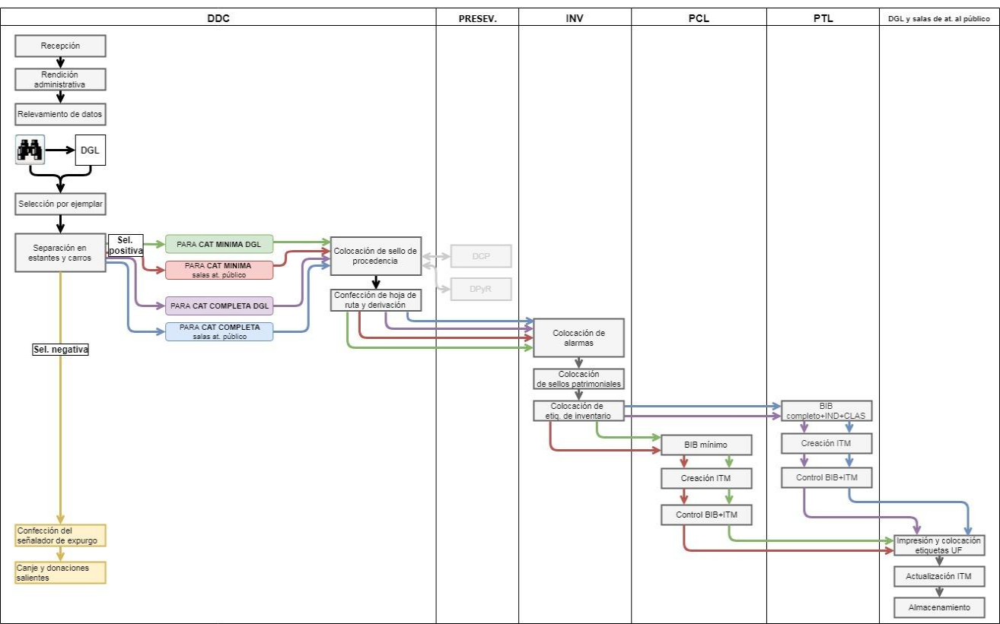 DDC
PRESEV.
INV
PCL
PTL
DGL y salas de at. al público
Recepción
Rendición
administrativa
Relevamiento de datos
DGL
Selección por ejemplar
Separación en
estantes y carros
Sel.
positiva
PARA CAT MINIMA DGL
PARA CAT MINIMA
salas at. público
PARA CAT COMPLETA DGL
PARA CAT COMPLETA
salas at. público
Sel. negativa
Confección del
señalador de expurgo
Canje y donaciones
salientes
Colocación de sello de
procedencia
Confección de hoja de
ruta y derivación
DCP
DPyR
Colocación de
alarmas
Colocación
de sellos patrimoniales
Colocación de
etiq. de inventario
BIB mínimo
Creación ITM
Control BIB+ITM
BIB
completo+IND+CLAS
Creación ITM
Control BIB+ITM
Impresión y colocación
etiquetas UF
Actualización ITM
Almacenamiento